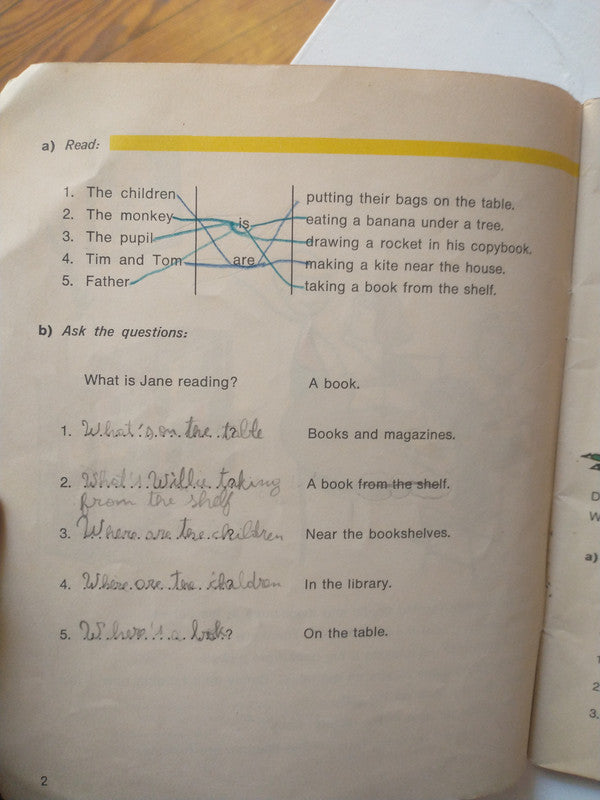 a) Read:
1. The children putting their bags on the table.
2. The monkey is eating a banana under a tree.
3. The pupil drawing a rocket in his copybook.
4. Tim and Tom are making a kite near the house.
5. Father taking a book from the shelf.
b) Ask the questions:
What is Jane reading? A book.
1. What's on the table Books and magazines.
2. What's Willie taking A book from the shelf.
from the shelf
3. Where are the children Near the bookshelves.
4. Where are the children In the library.
5. Where's a book? On the table.
2
D
W
a)
1
2
3.